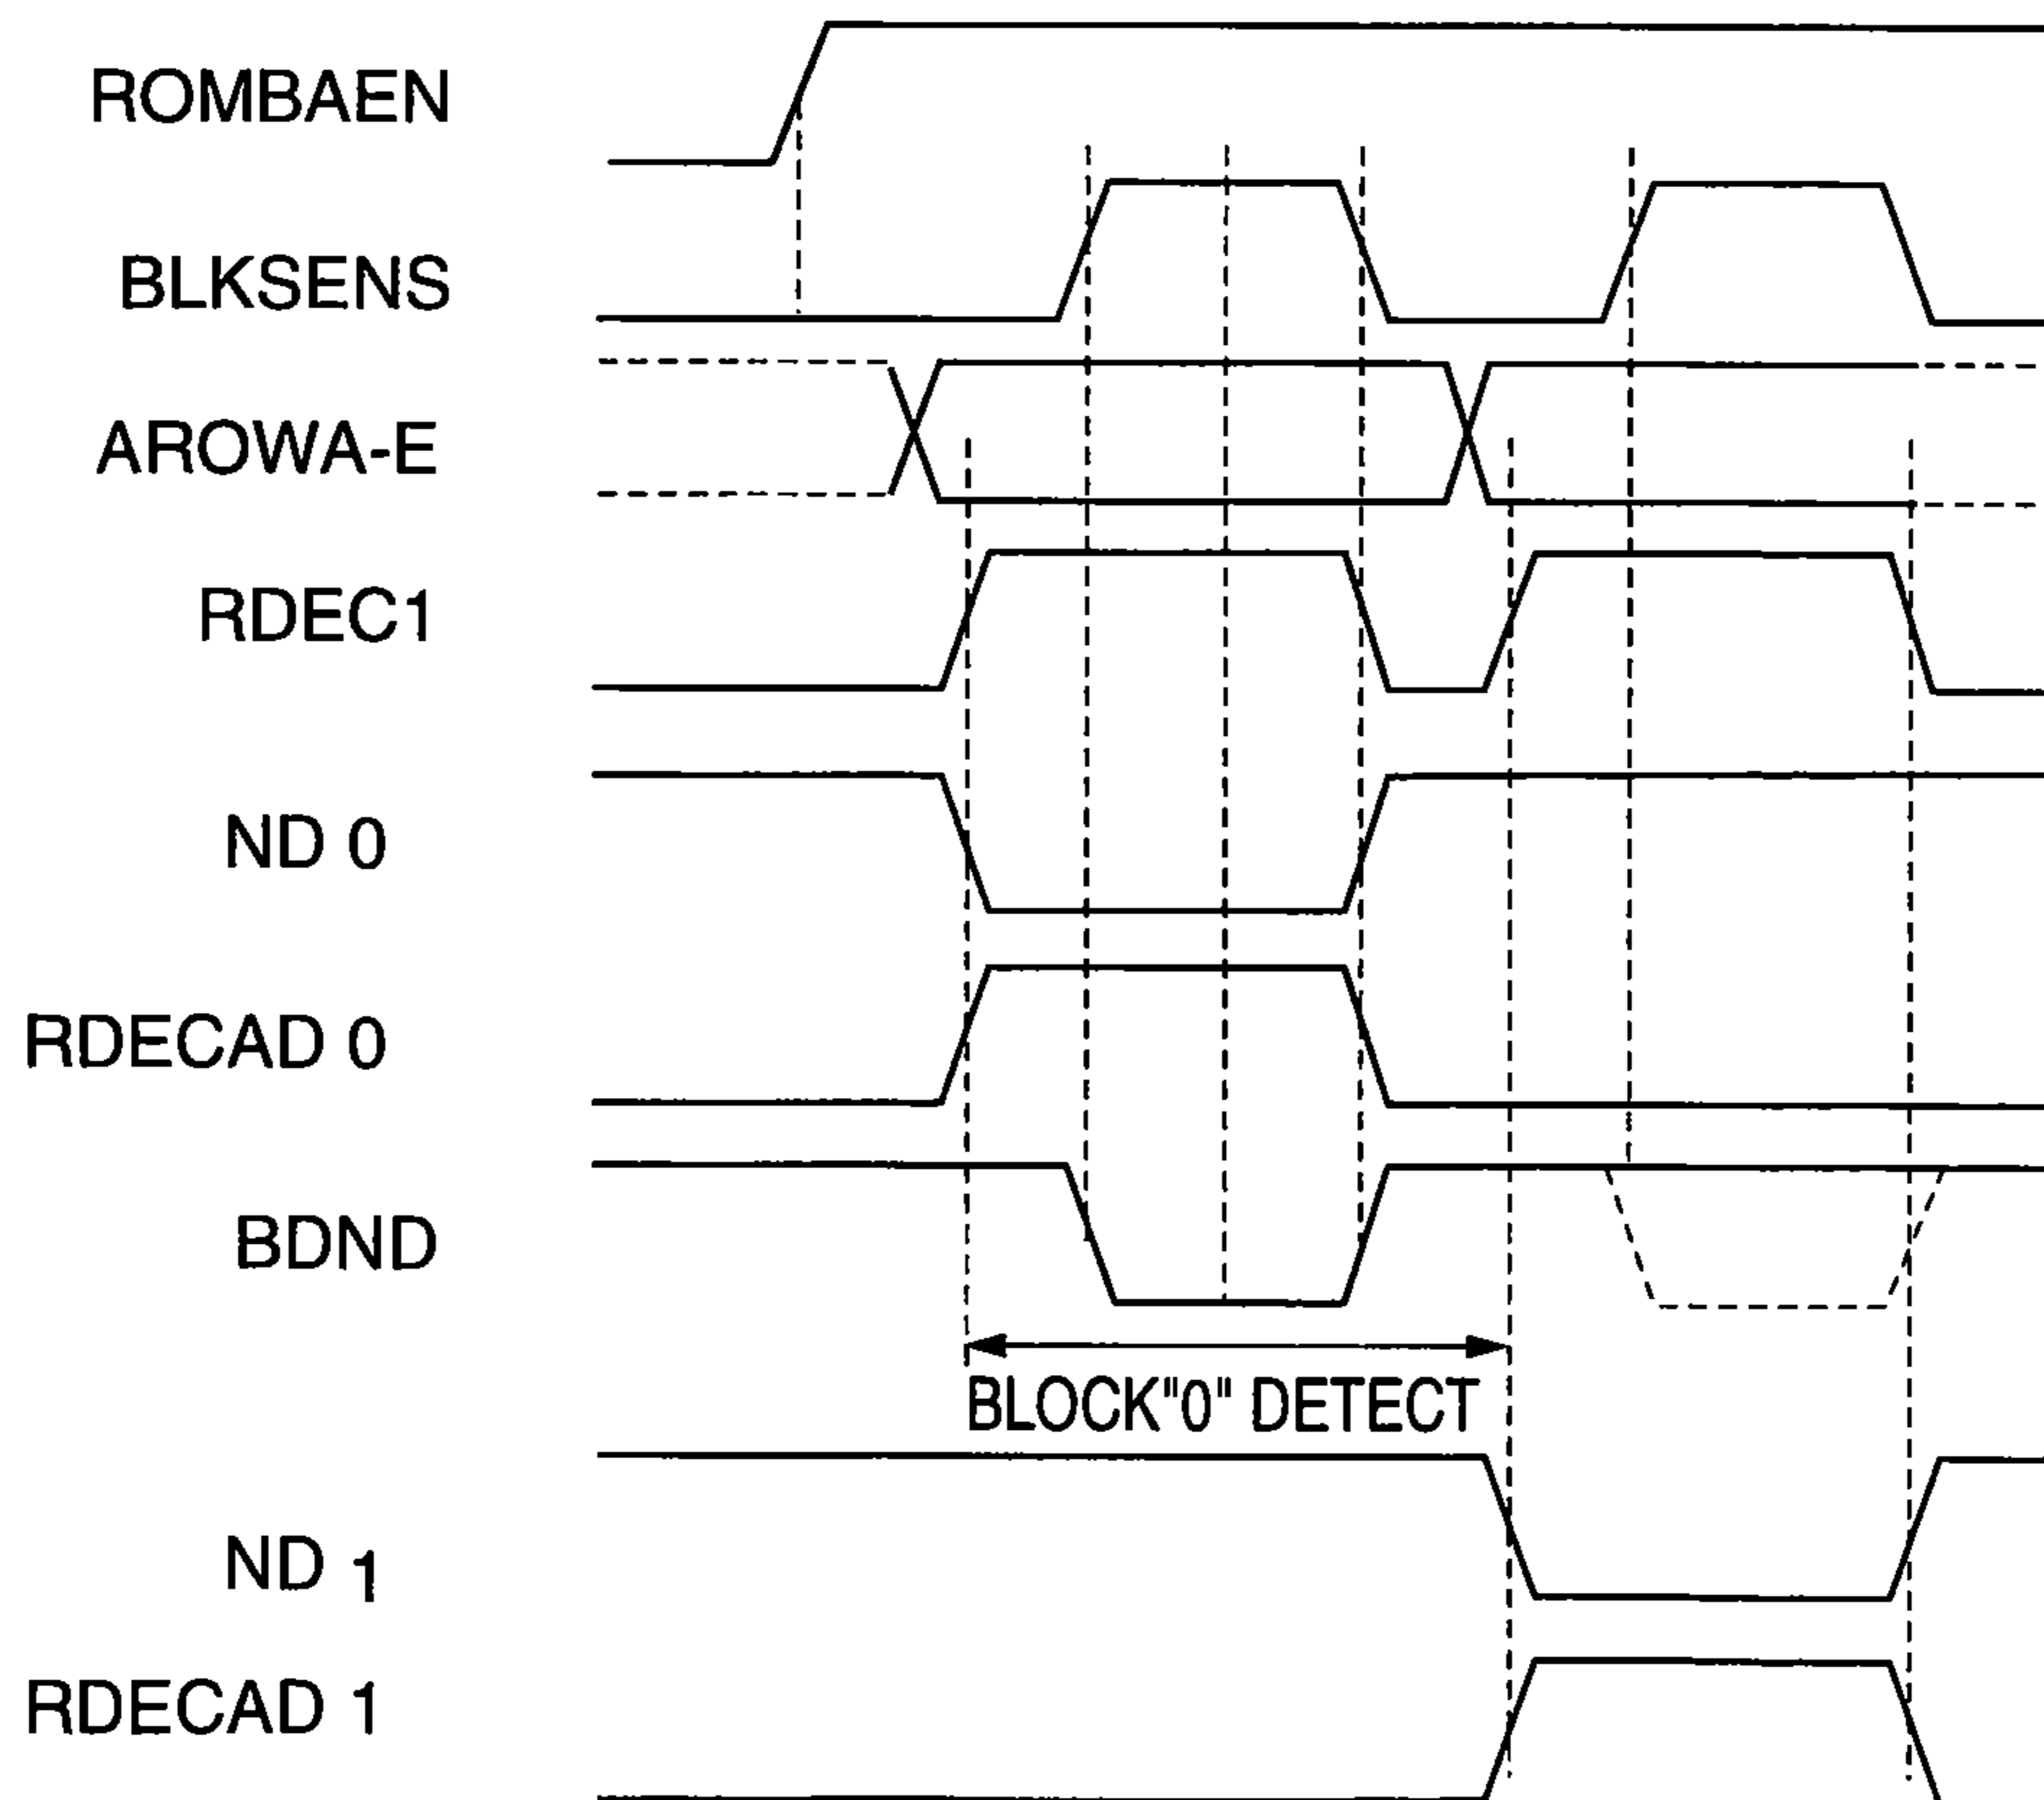 ROMBAEN
BLKSENS
AROWA-E
RDEC1
ND 0
RDECAD 0
BDND
BLOCK"0" DETECT
ND 1
RDECAD 1